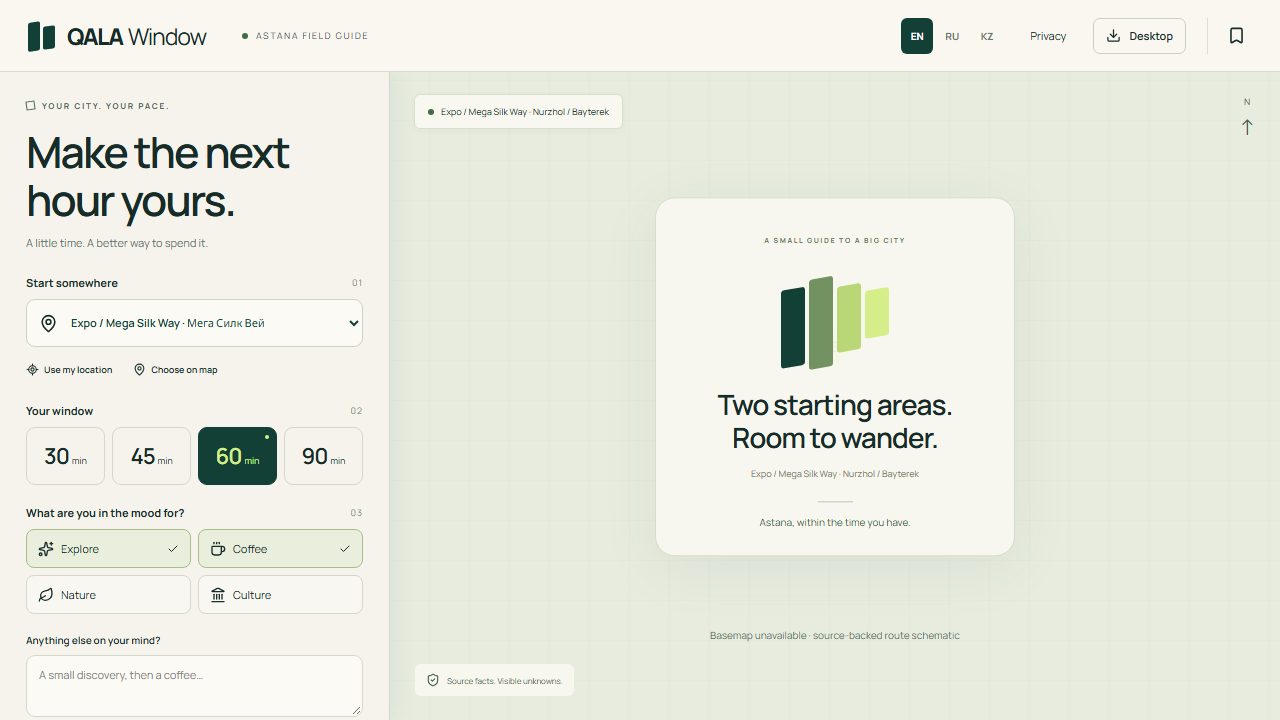 QALA Window
ASTANA FIELD GUIDE
EN
RU
KZ
Privacy
Desktop
YOUR CITY. YOUR PACE.
Make the next
hour yours.
A little time. A better way to spend it.
Start somewhere
01
Expo / Mega Silk Way · Мега Силк Вей
Use my location
Choose on map
Your window
02
30 min
45 min
60 min
90 min
What are you in the mood for?
03
Explore
Coffee
Nature
Culture
Anything else on your mind?
A small discovery, then a coffee…
Expo / Mega Silk Way · Nurzhol / Bayterek
N
A SMALL GUIDE TO A BIG CITY
Two starting areas.
Room to wander.
Expo / Mega Silk Way · Nurzhol / Bayterek
Astana, within the time you have.
Basemap unavailable · source-backed route schematic
Source facts. Visible unknowns.